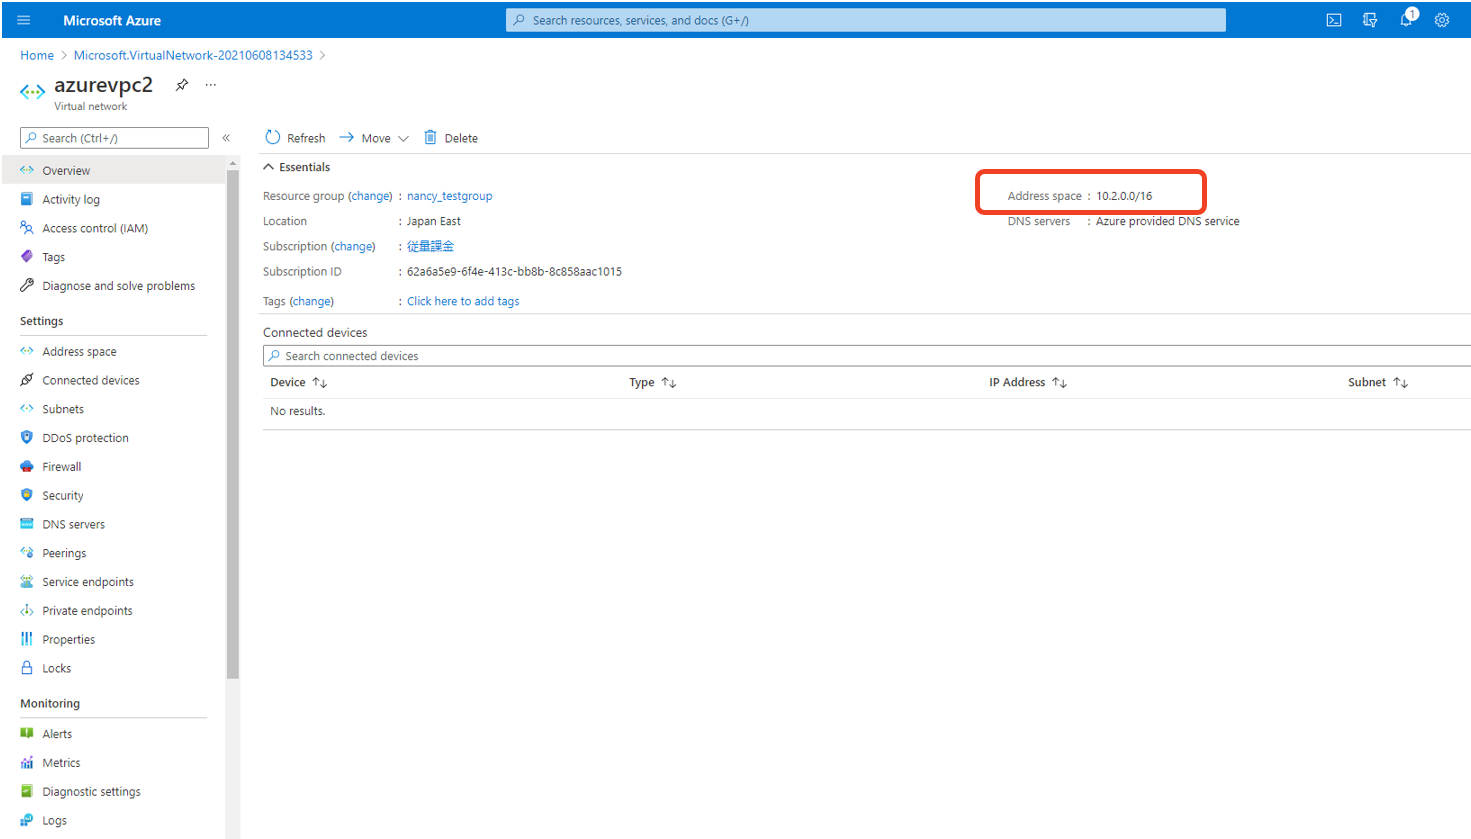 Microsoft Azure
Search resources, services, and docs (G+/)
1
Home > Microsoft.VirtualNetwork-20210608134533 >
azurevpc2
Virtual network
Search (Ctrl+/)
«
Overview
Activity log
Access control (IAM)
Tags
Diagnose and solve problems
Settings
Address space
Connected devices
Subnets
DDoS protection
Firewall
Security
DNS servers
Peerings
Service endpoints
Private endpoints
Properties
Locks
Monitoring
Alerts
Metrics
Diagnostic settings
Logs
Refresh Move Delete
Essentials
Resource group (change) : nancy_testgroup
Location : Japan East
Subscription (change) : 従量課金
Subscription ID : 62a6a5e9-6f4e-413c-bb8b-8c858aac1015
Tags (change) : Click here to add tags
Address space : 10.2.0.0/16
DNS servers : Azure provided DNS service
Connected devices
Search connected devices
Device Type IP Address Subnet
No results.